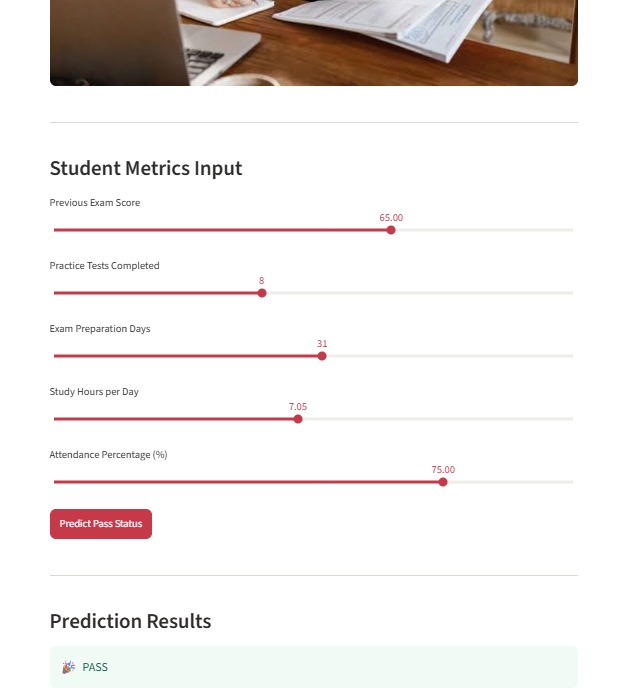 Student Metrics Input
Previous Exam Score
65.00
Practice Tests Completed
8
Exam Preparation Days
31
Study Hours per Day
7.05
Attendance Percentage (%)
75.00
Predict Pass Status
Prediction Results
🎉 PASS